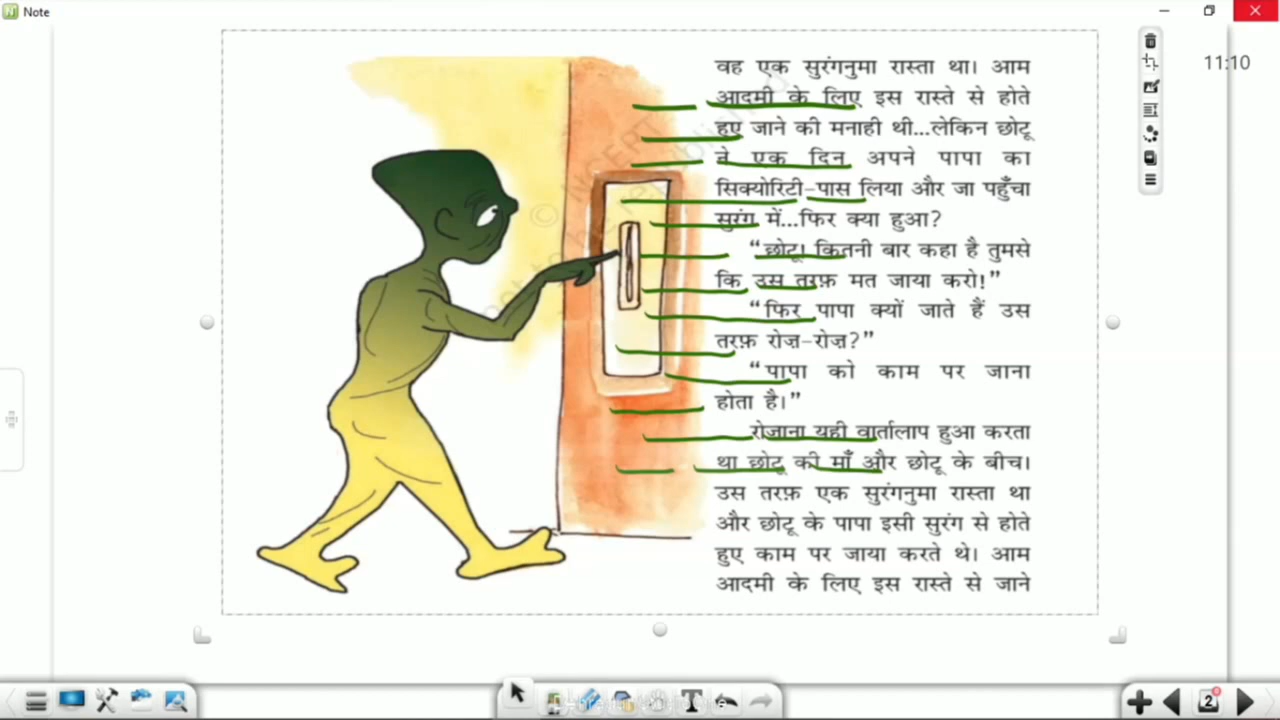 Note
11:10
वह एक सुरंगनुमा रास्ता था। आम
आदमी के लिए इस रास्ते से होते
हुए जाने की मनाही थी...लेकिन छोटू
ने एक दिन अपने पापा का
सिक्योरिटी-पास लिया और जा पहुँचा
सुरंग में...फिर क्या हुआ?
“छोटू! कितनी बार कहा है तुमसे
कि उस तरफ़ मत जाया करो!”
“फिर पापा क्यों जाते हैं उस
तरफ़ रोज़-रोज़?”
“पापा को काम पर जाना
होता है।”
रोजाना यही वार्तालाप हुआ करता
था छोटू की माँ और छोटू के बीच।
उस तरफ़ एक सुरंगनुमा रास्ता था
और छोटू के पापा इसी सुरंग से होते
हुए काम पर जाया करते थे। आम
आदमी के लिए इस रास्ते से जाने
2